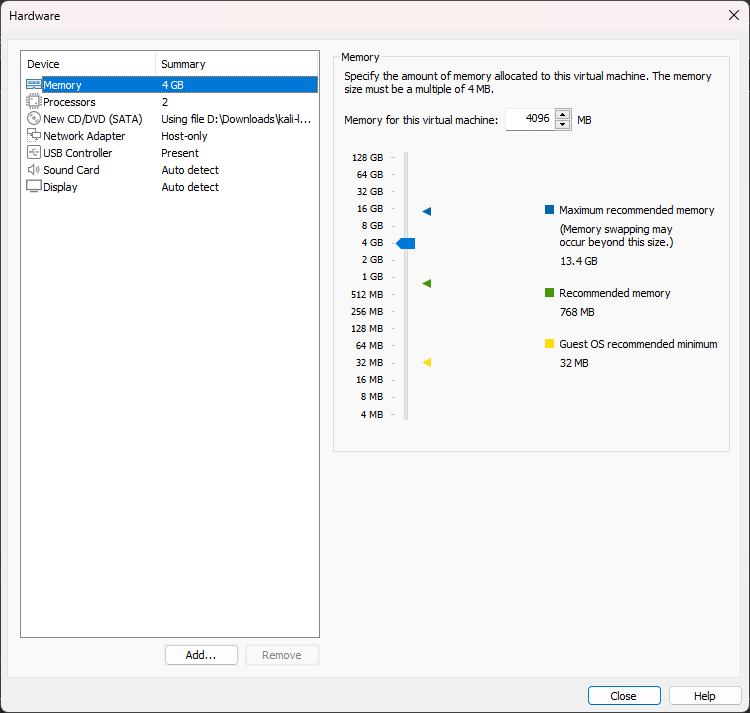 Hardware
Device Summary
Memory 4 GB
Processors 2
New CD/DVD (SATA) Using file D:\Downloads\kali-l...
Network Adapter Host-only
USB Controller Present
Sound Card Auto detect
Display Auto detect
Add...
Remove
Memory
Specify the amount of memory allocated to this virtual machine. The memory
size must be a multiple of 4 MB.
Memory for this virtual machine: 4096 MB
128 GB
64 GB
32 GB
16 GB
8 GB
4 GB
2 GB
1 GB
512 MB
256 MB
128 MB
64 MB
32 MB
16 MB
8 MB
4 MB
Maximum recommended memory
(Memory swapping may
occur beyond this size.)
13.4 GB
Recommended memory
768 MB
Guest OS recommended minimum
32 MB
Close
Help